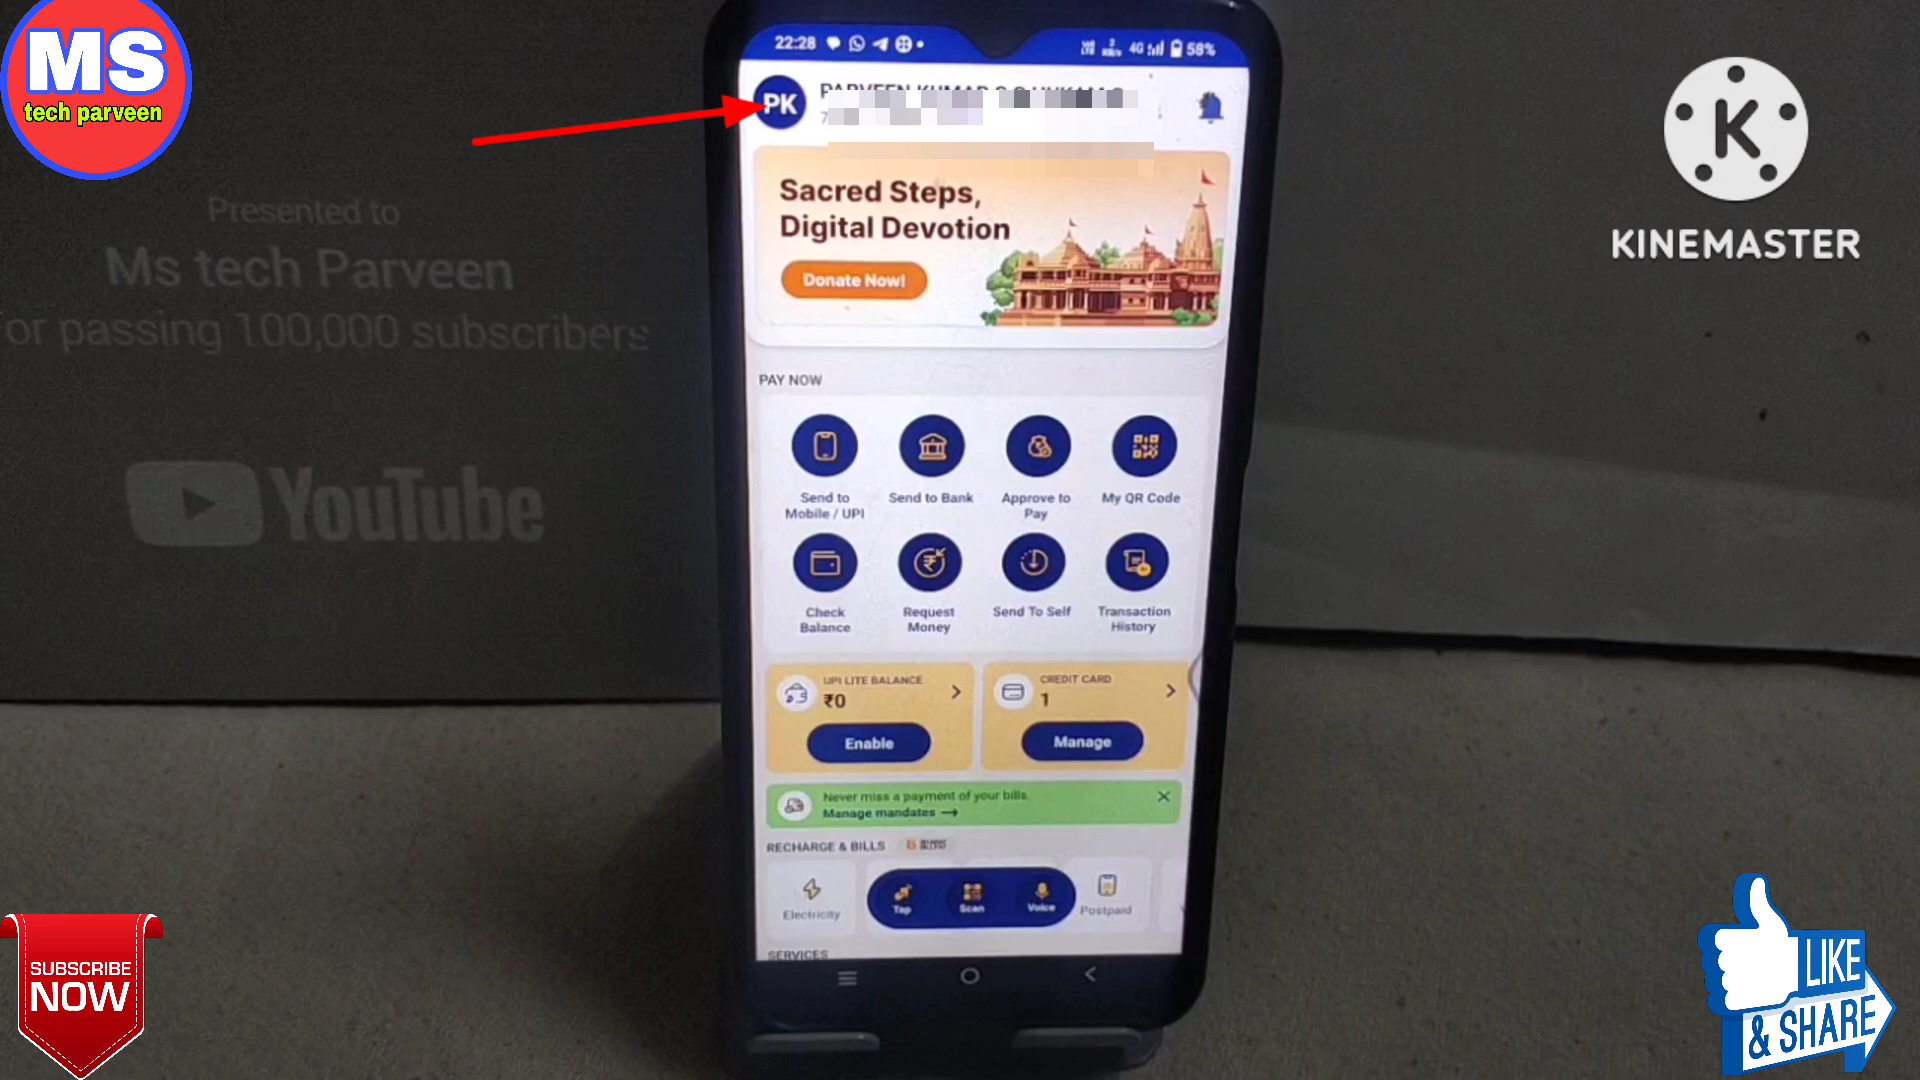 MS
tech parveen
Presented to
Ms tech Parveen
or passing 100,000 subscribers
YouTube
KINEMASTER
22:28
4G 58%
PK
PARVEEN KUMAR
Sacred Steps,
Digital Devotion
Donate Now!
PAY NOW
Send to
Mobile / UPI
Send to Bank
Approve to
Pay
My QR Code
Check
Balance
Request
Money
Send To Self
Transaction
History
UPI LITE BALANCE
₹0
Enable
CREDIT CARD
1
Manage
Never miss a payment of your bills.
Manage mandates →
RECHARGE & BILLS
Electricity
Tap
Scan
Voice
Postpaid
SERVICES
SUBSCRIBE
NOW
LIKE
& SHARE